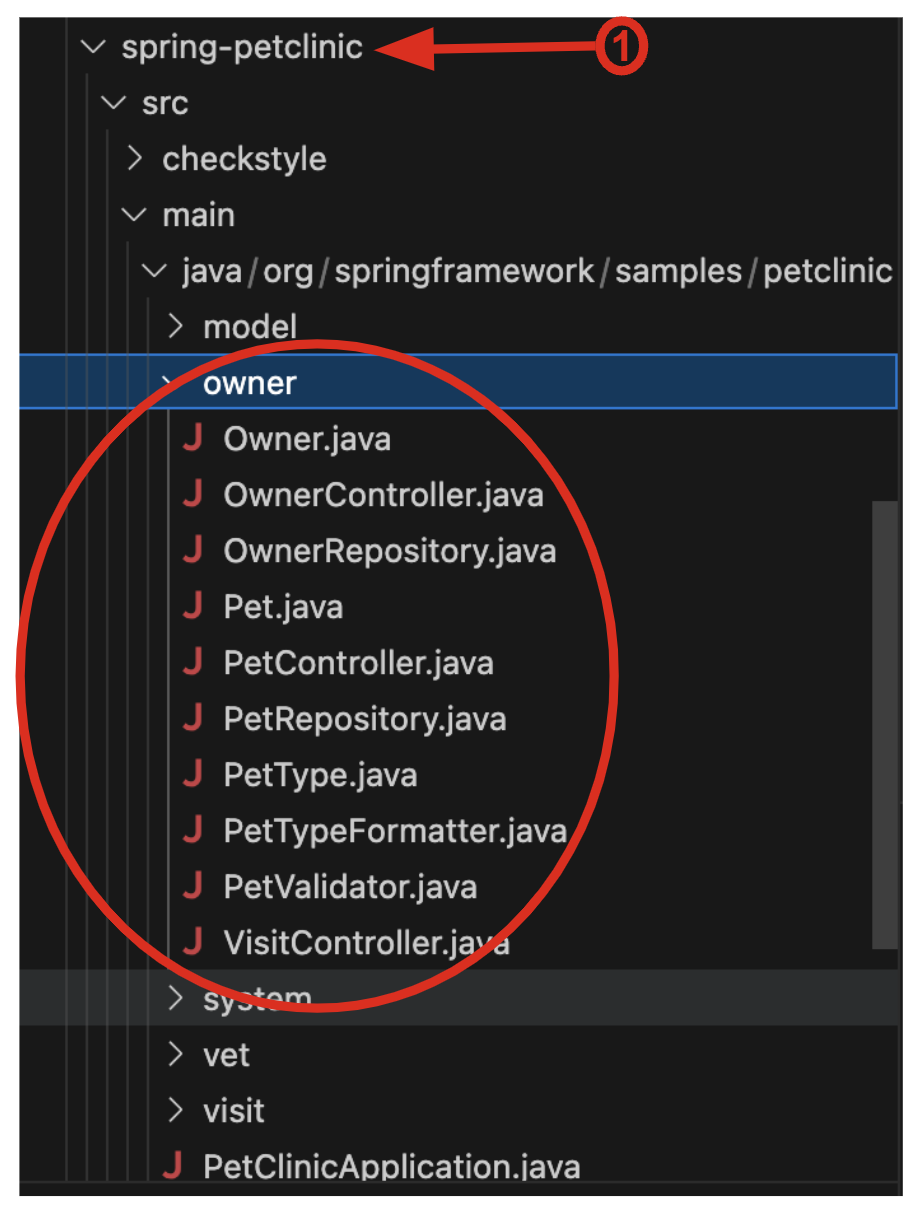 spring-petclinic 1
src
checkstyle
main
java/org/springframework/samples/petclinic
model
owner
J Owner.java
J OwnerController.java
J OwnerRepository.java
J Pet.java
J PetController.java
J PetRepository.java
J PetType.java
J PetTypeFormatter.java
J PetValidator.java
J VisitController.java
system
vet
visit
J PetClinicApplication.java